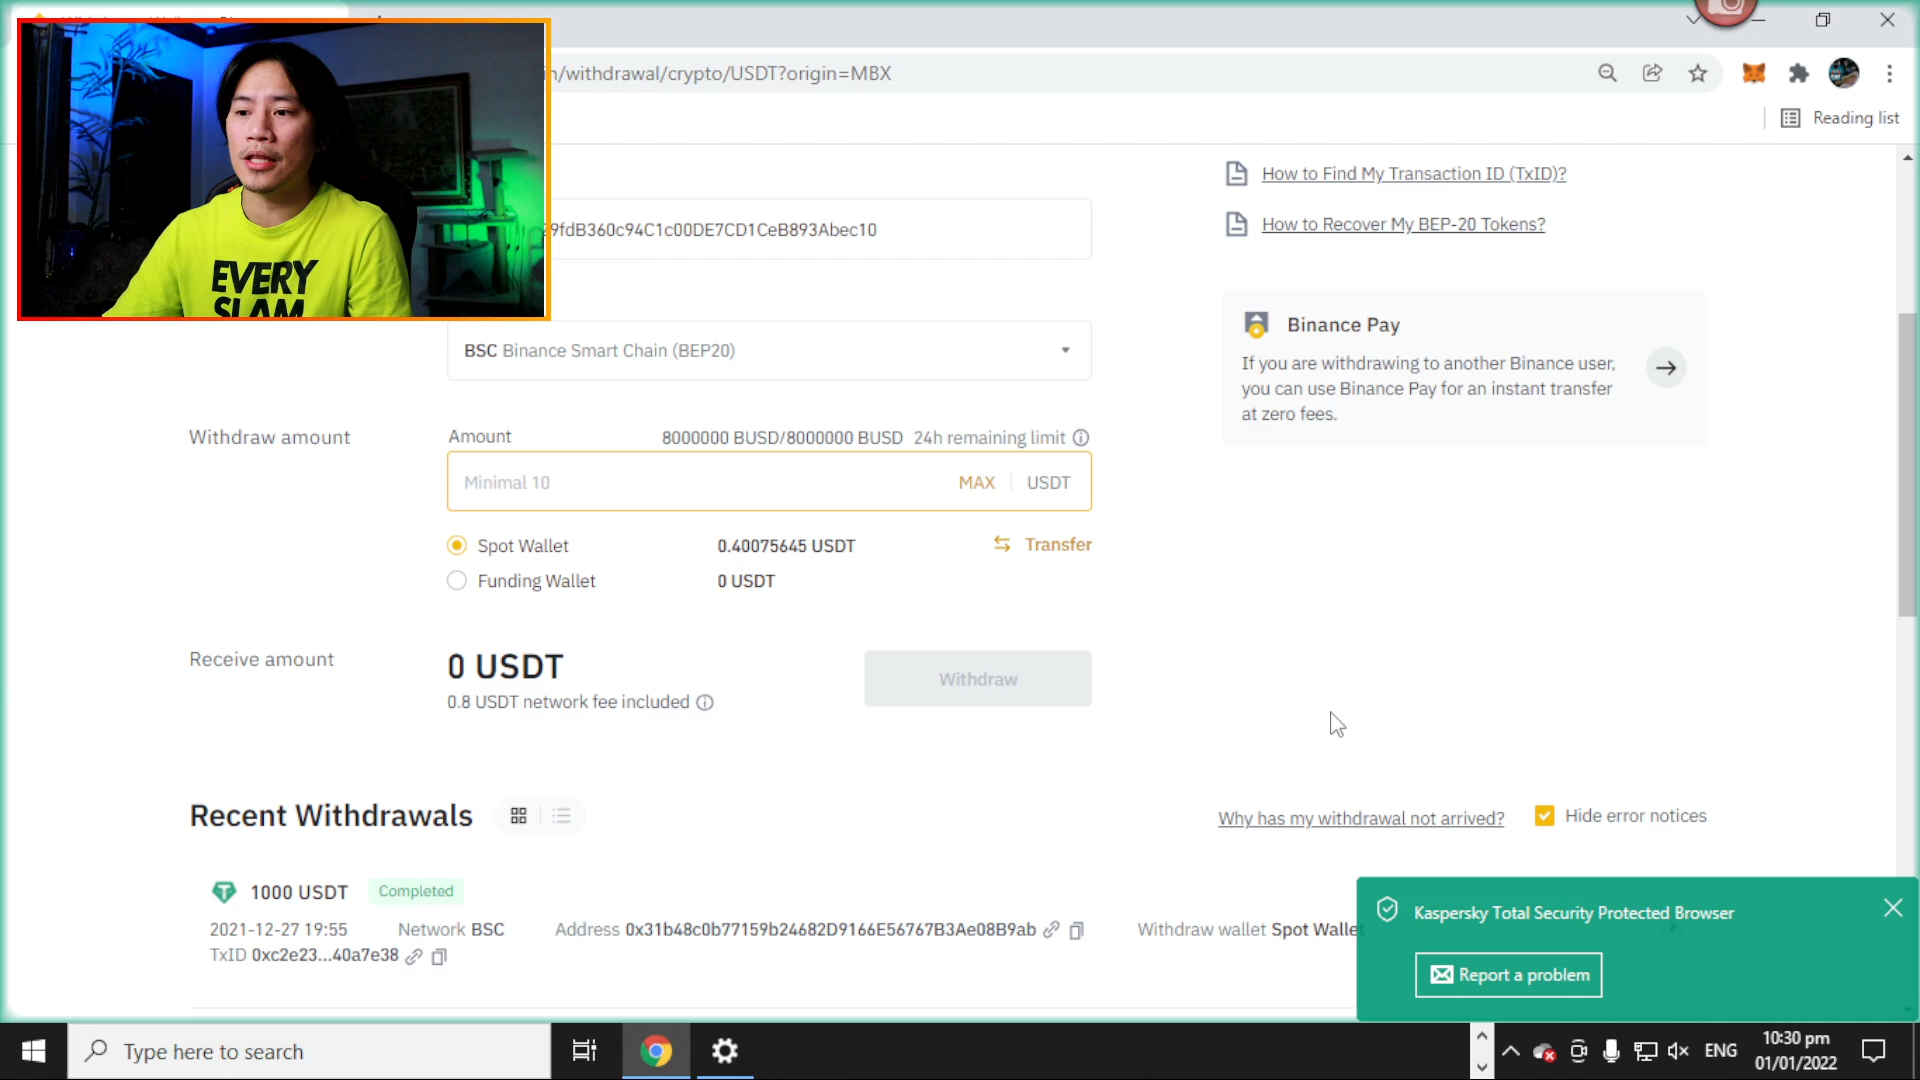 n/withdrawal/crypto/USDT?origin=MBX
Reading list
EVERY
SLAM
9fdB360c94C1c00DE7CD1CeB893Abec10
How to Find My Transaction ID (TxID)?
How to Recover My BEP-20 Tokens?
BSC Binance Smart Chain (BEP20)
Binance Pay
If you are withdrawing to another Binance user,
you can use Binance Pay for an instant transfer
at zero fees.
Withdraw amount
Amount 8000000 BUSD/8000000 BUSD 24h remaining limit
Minimal 10 MAX USDT
Spot Wallet 0.40075645 USDT Transfer
Funding Wallet 0 USDT
Receive amount
0 USDT
0.8 USDT network fee included
Withdraw
Recent Withdrawals
Why has my withdrawal not arrived? Hide error notices
1000 USDT Completed
2021-12-27 19:55 Network BSC Address 0x31b48c0b77159b24682D9166E56767B3Ae08B9ab Withdraw wallet Spot Wallet
TxID 0xc2e23...40a7e38
Kaspersky Total Security Protected Browser
Report a problem
Type here to search
ENG
10:30 pm
01/01/2022